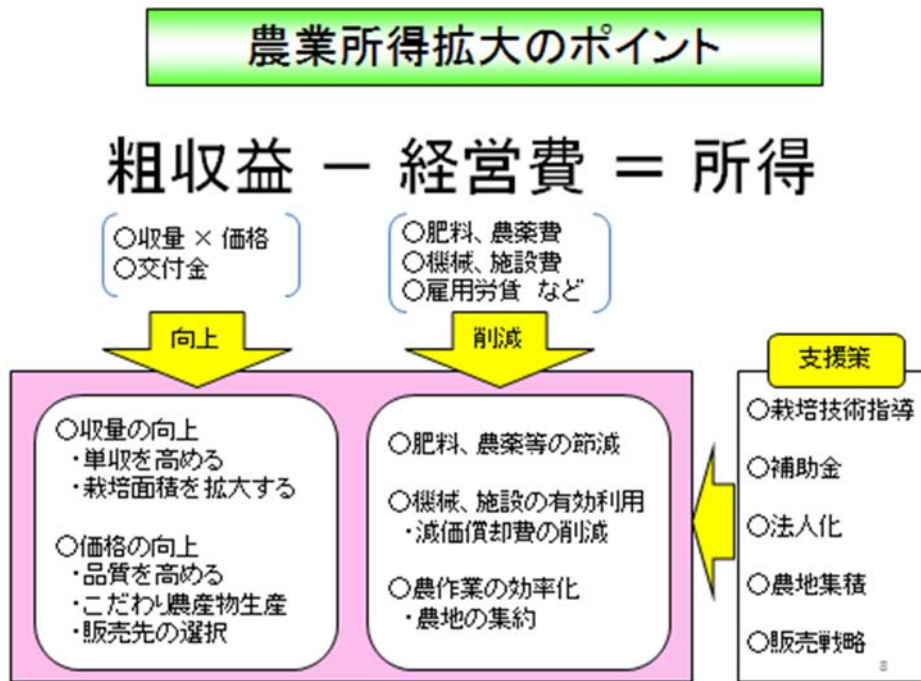 農業所得拡大のポイント
粗収益 － 経営費 ＝ 所得
○収量 × 価格
○交付金
○肥料、農薬費
○機械、施設費
○雇用労賃 など
向上
削減
○収量の向上
・単収を高める
・栽培面積を拡大する
○価格の向上
・品質を高める
・こだわり農産物生産
・販売先の選択
○肥料、農薬等の節減
○機械、施設の有効利用
・減価償却費の削減
○農作業の効率化
・農地の集約
支援策
○栽培技術指導
○補助金
○法人化
○農地集積
○販売戦略
8